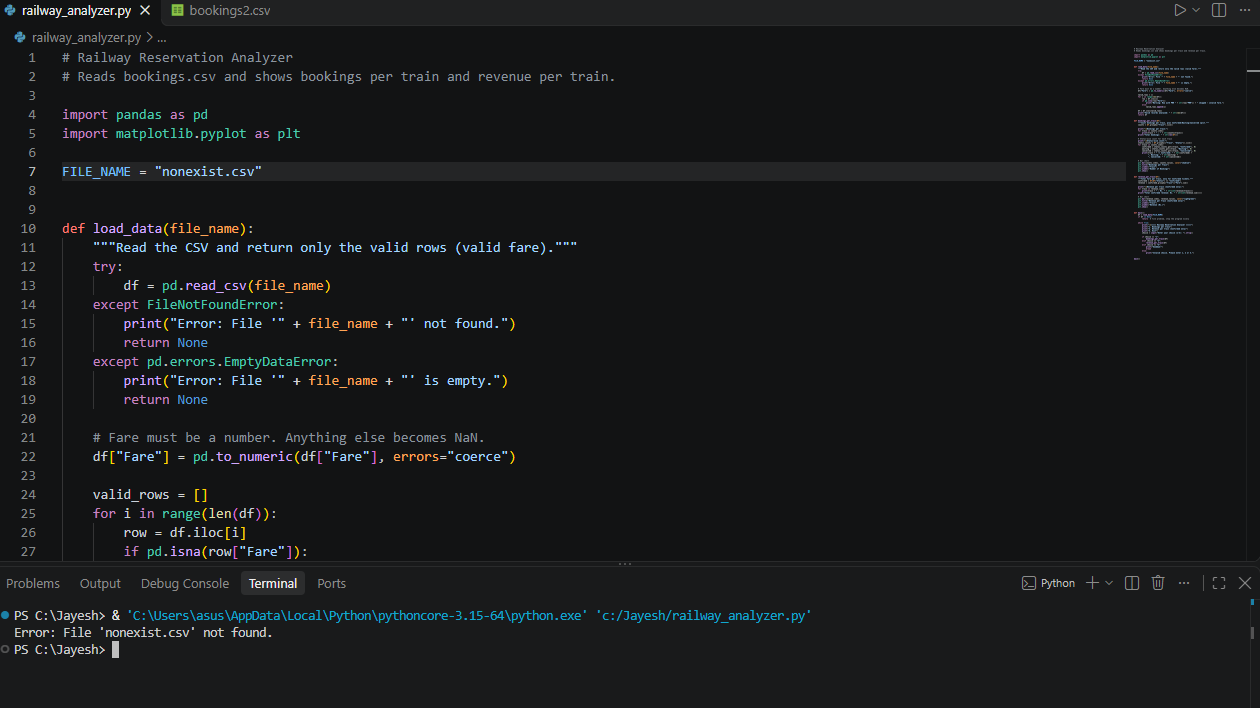 railway_analyzer.py
bookings2.csv
railway_analyzer.py > ...
1 # Railway Reservation Analyzer
2 # Reads bookings.csv and shows bookings per train and revenue per train.
3
4 import pandas as pd
5 import matplotlib.pyplot as plt
6
7 FILE_NAME = "nonexist.csv"
8
9
10 def load_data(file_name):
11     """Read the CSV and return only the valid rows (valid fare)."""
12     try:
13         df = pd.read_csv(file_name)
14     except FileNotFoundError:
15         print("Error: File '" + file_name + "' not found.")
16         return None
17     except pd.errors.EmptyDataError:
18         print("Error: File '" + file_name + "' is empty.")
19         return None
20
21     # Fare must be a number. Anything else becomes NaN.
22     df["Fare"] = pd.to_numeric(df["Fare"], errors="coerce")
23
24     valid_rows = []
25     for i in range(len(df)):
26         row = df.iloc[i]
27         if pd.isna(row["Fare"]):
Problems Output Debug Console Terminal Ports Python
PS C:\Jayesh> & 'C:\Users\asus\AppData\Local\Python\pythoncore-3.15-64\python.exe' 'c:/Jayesh/railway_analyzer.py'
Error: File 'nonexist.csv' not found.
PS C:\Jayesh>